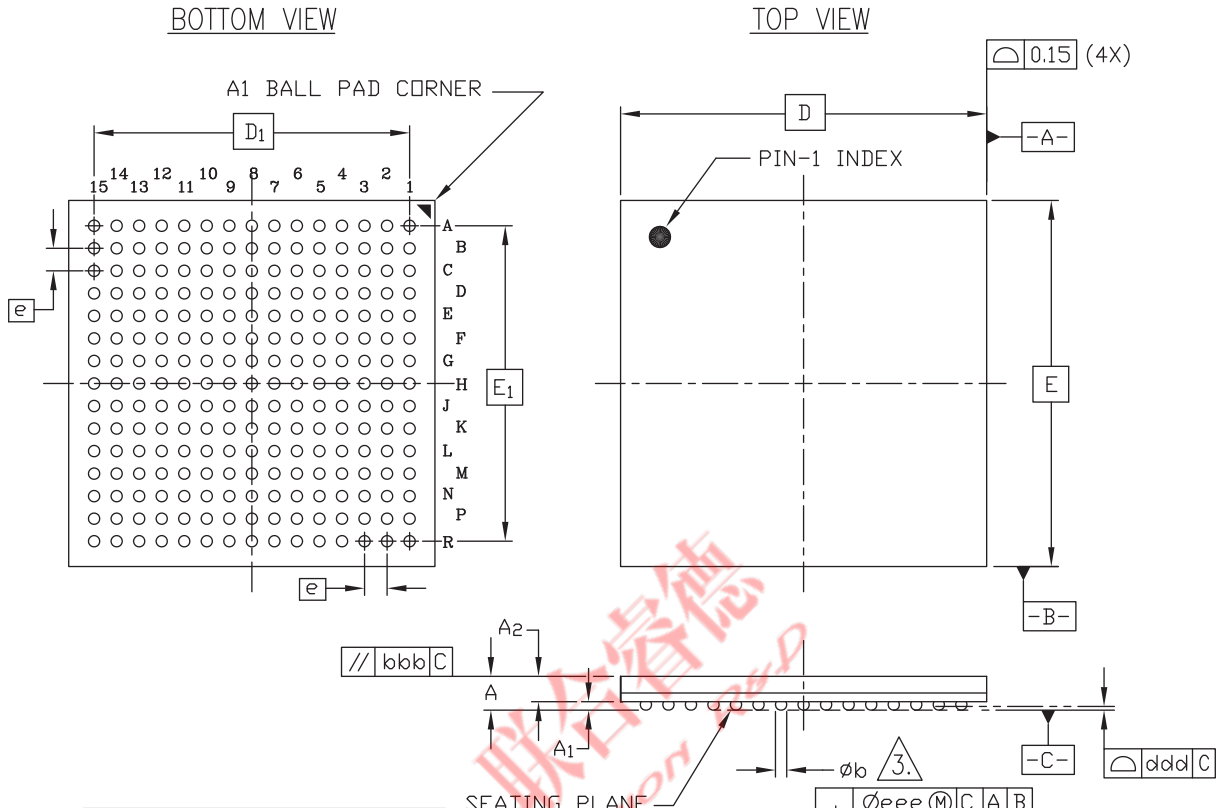 BOTTOM VIEW
TOP VIEW
0.15 (4X)
A1 BALL PAD CORNER
D1
D
-A-
PIN-1 INDEX
14 12 10 8 6 4 2
15 13 11 9 7 5 3 1
A
B
C
D
E
F
G
H
J
K
L
M
N
P
R
e
E1
E
e
-B-
A2
// bbb C
A
A1
-C-
ddd C
øb
3.
SEATING PLANE
Øeee Ⓜ C A B
联合睿德
ION R&D